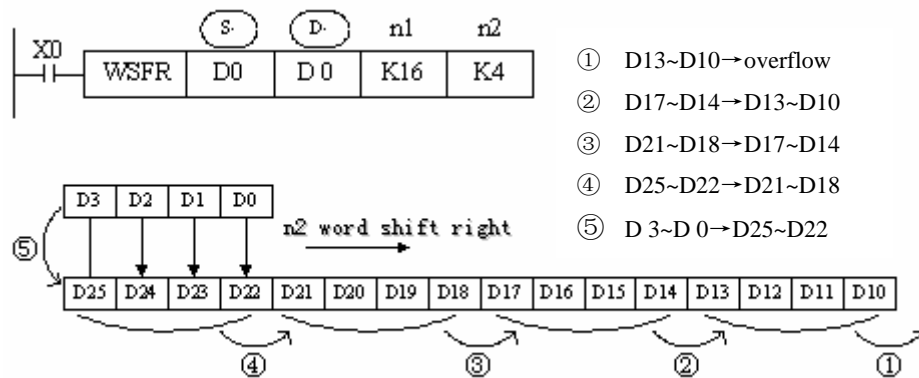 S· D· n1 n2
X0
WSFR D0 D 0 K16 K4
① D13~D10→overflow
② D17~D14→D13~D10
③ D21~D18→D17~D14
④ D25~D22→D21~D18
⑤ D 3~D 0→D25~D22
D3 D2 D1 D0
n2 word shift right
⑤
D25 D24 D23 D22 D21 D20 D19 D18 D17 D16 D15 D14 D13 D12 D11 D10
④ ③ ② ①